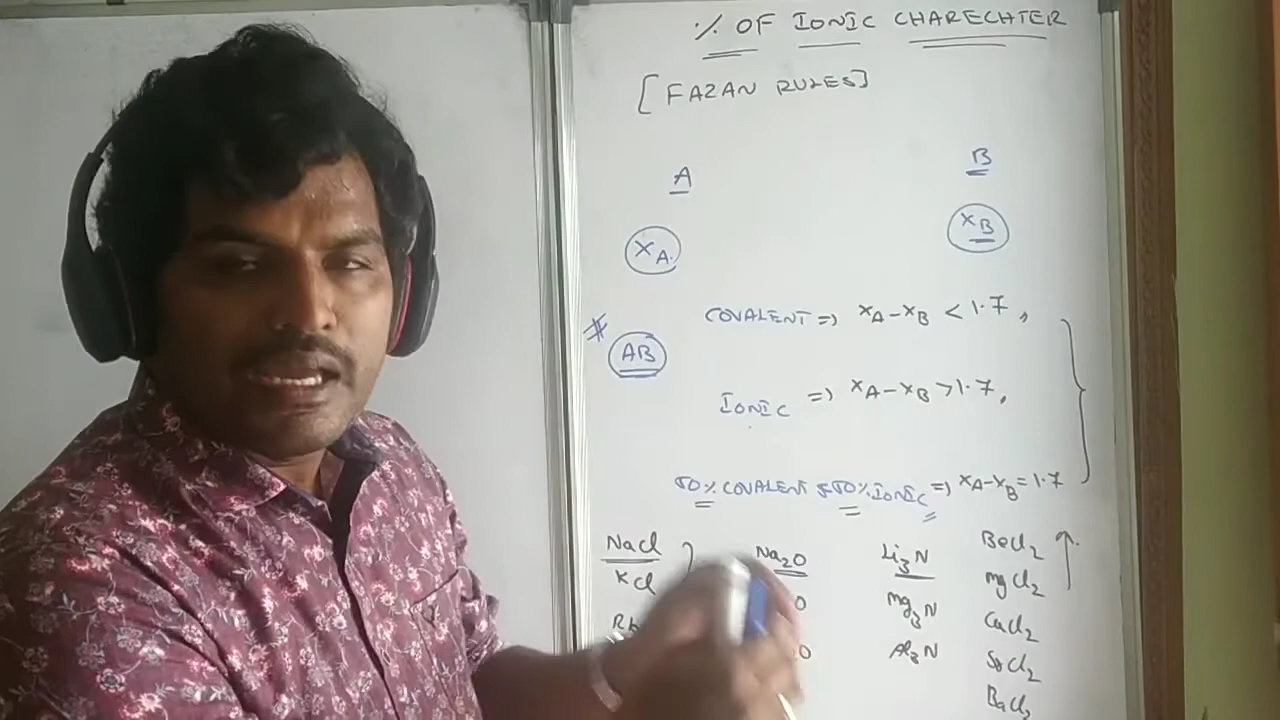 % OF IONIC CHARECHTER
[FAZAN RULES]
A B
XA. XB
COVALENT => XA-XB < 1.7,
# AB
IONIC => XA-XB > 1.7,
50% COVALENT & 50% IONIC => XA-XB = 1.7
NaCl Na2O Li3N BeCl2
KCl O Mg3N MgCl2
Rb O Al3N CaCl2
SrCl2
BaCl2